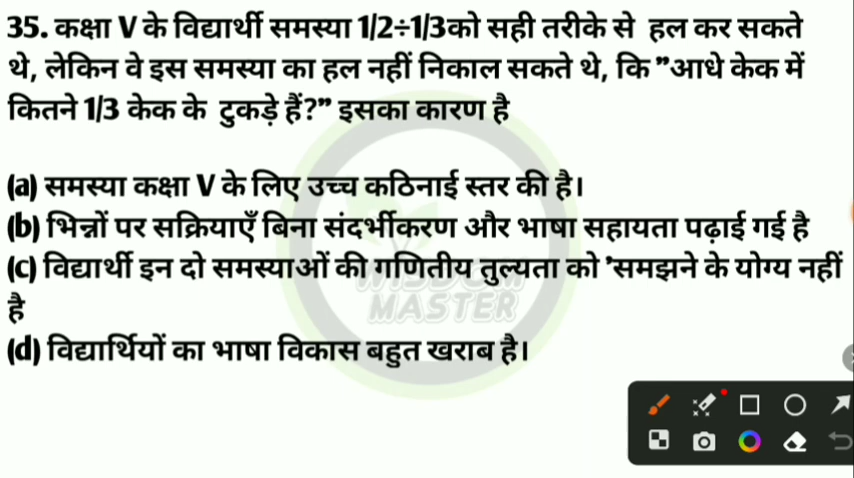 35. कक्षा V के विद्यार्थी समस्या 1/2÷1/3को सही तरीके से हल कर सकते
थे, लेकिन वे इस समस्या का हल नहीं निकाल सकते थे, कि ”आधे केक में
कितने 1/3 केक के टुकड़े हैं?” इसका कारण है
(a) समस्या कक्षा V के लिए उच्च कठिनाई स्तर की है।
(b) भिन्नों पर सक्रियाएँ बिना संदर्भीकरण और भाषा सहायता पढ़ाई गई है
(c) विद्यार्थी इन दो समस्याओं की गणितीय तुल्यता को 'समझने के योग्य नहीं
है
(d) विद्यार्थियों का भाषा विकास बहुत खराब है।
WISDOM
MASTER